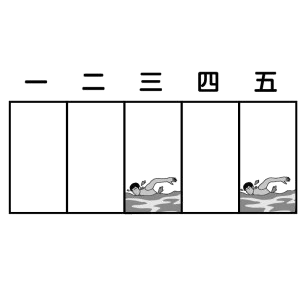 一 二 三 四 五